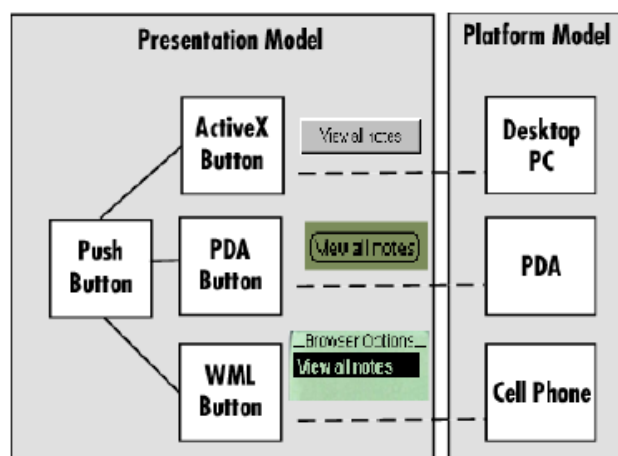 Presentation Model
Platform Model
ActiveX
Button
View all notes
Desktop
PC
Push
Button
PDA
Button
View all notes
PDA
WML
Button
Browser Options
View all notes
Cell Phone